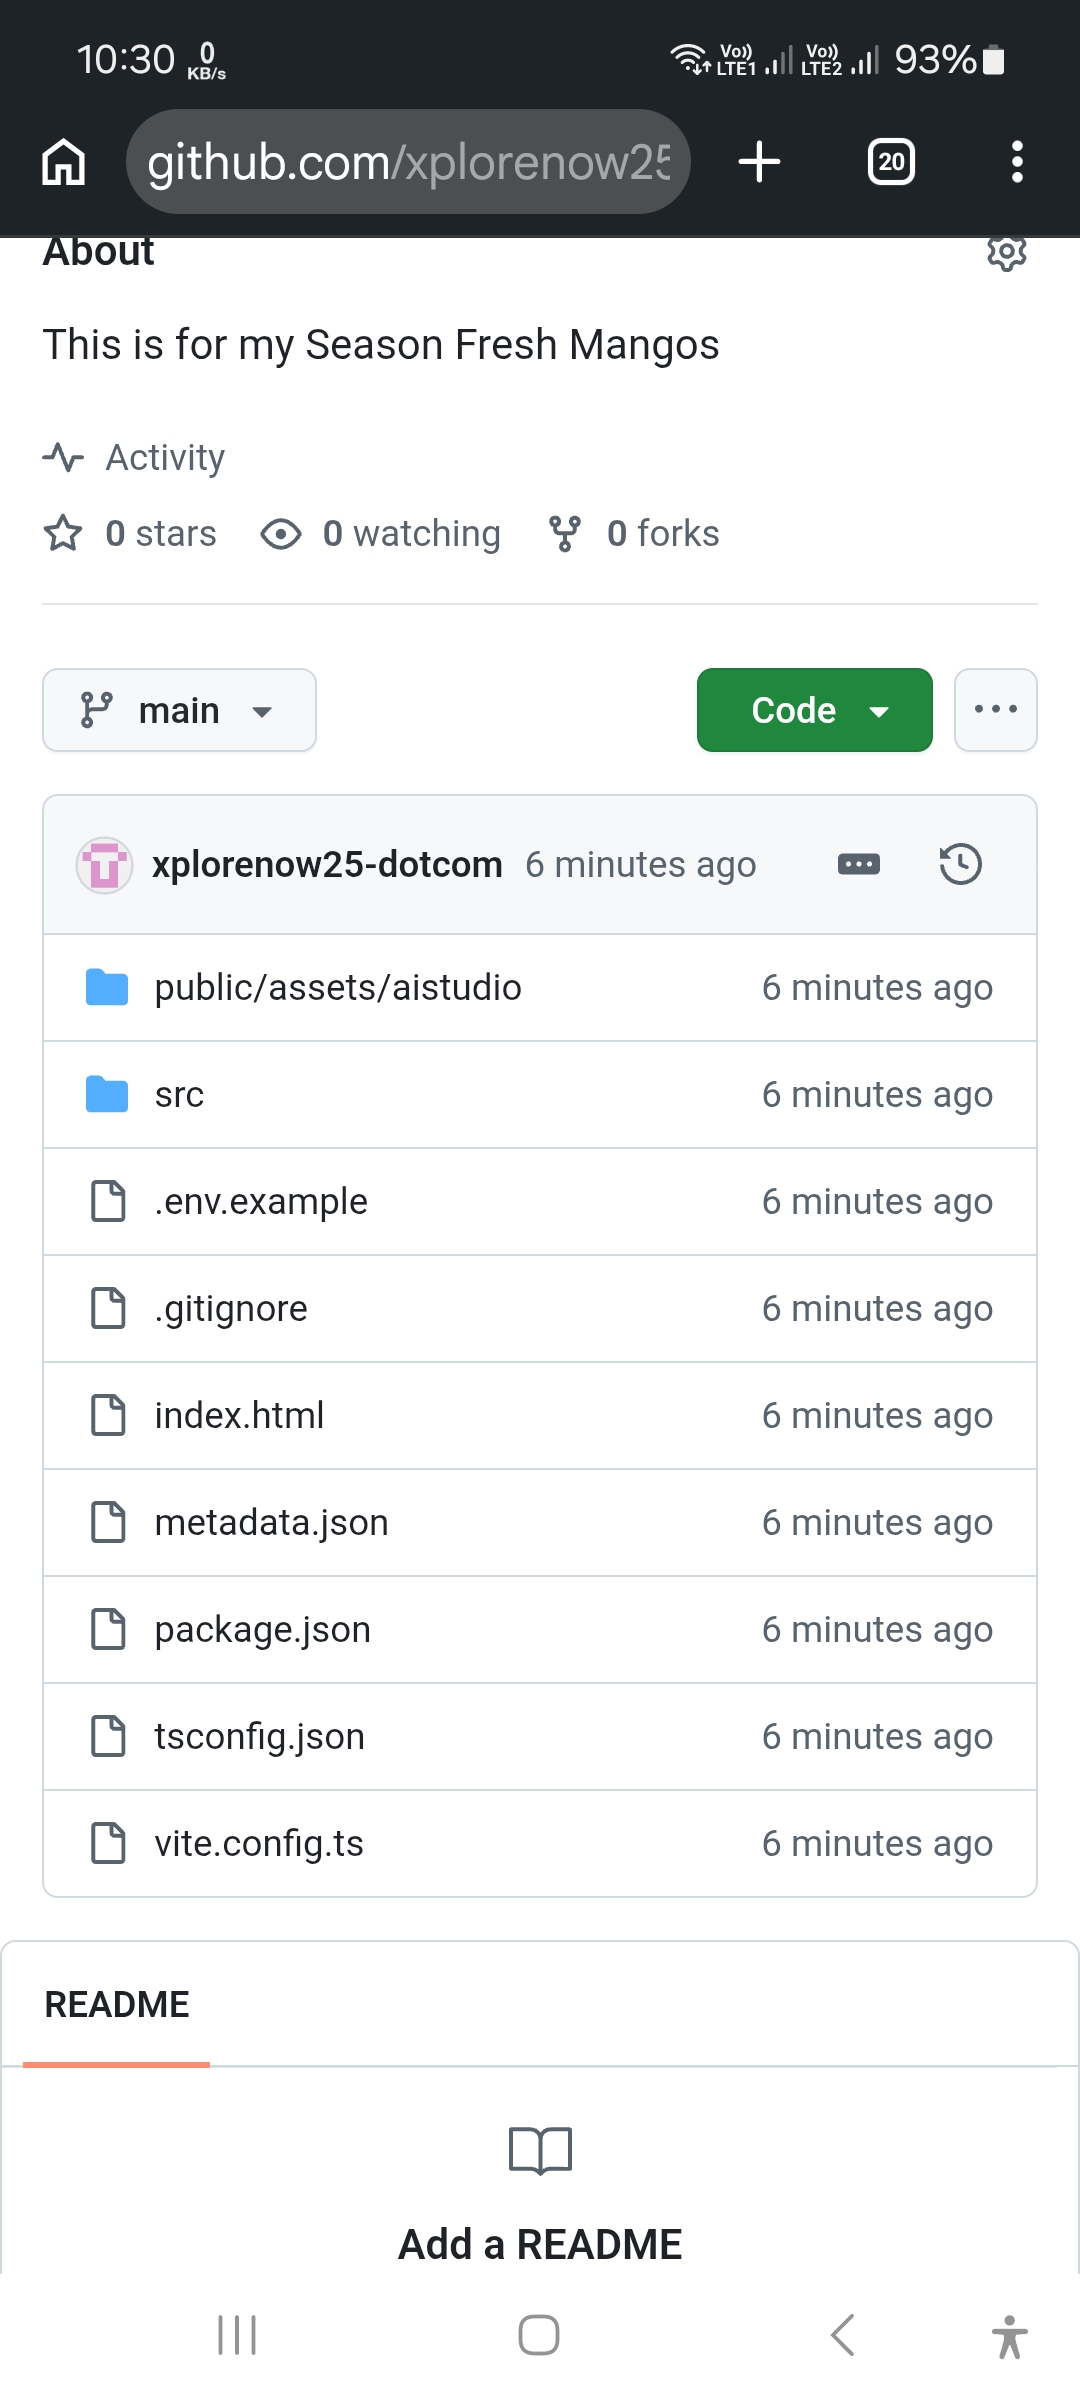 10:30 0 KB/s Vo)) LTE1 Vo)) LTE2 93%
github.com/xplorenow25 20
About
This is for my Season Fresh Mangos
Activity
0 stars 0 watching 0 forks
main Code
xplorenow25-dotcom 6 minutes ago
public/assets/aistudio 6 minutes ago
src 6 minutes ago
.env.example 6 minutes ago
.gitignore 6 minutes ago
index.html 6 minutes ago
metadata.json 6 minutes ago
package.json 6 minutes ago
tsconfig.json 6 minutes ago
vite.config.ts 6 minutes ago
README
Add a README